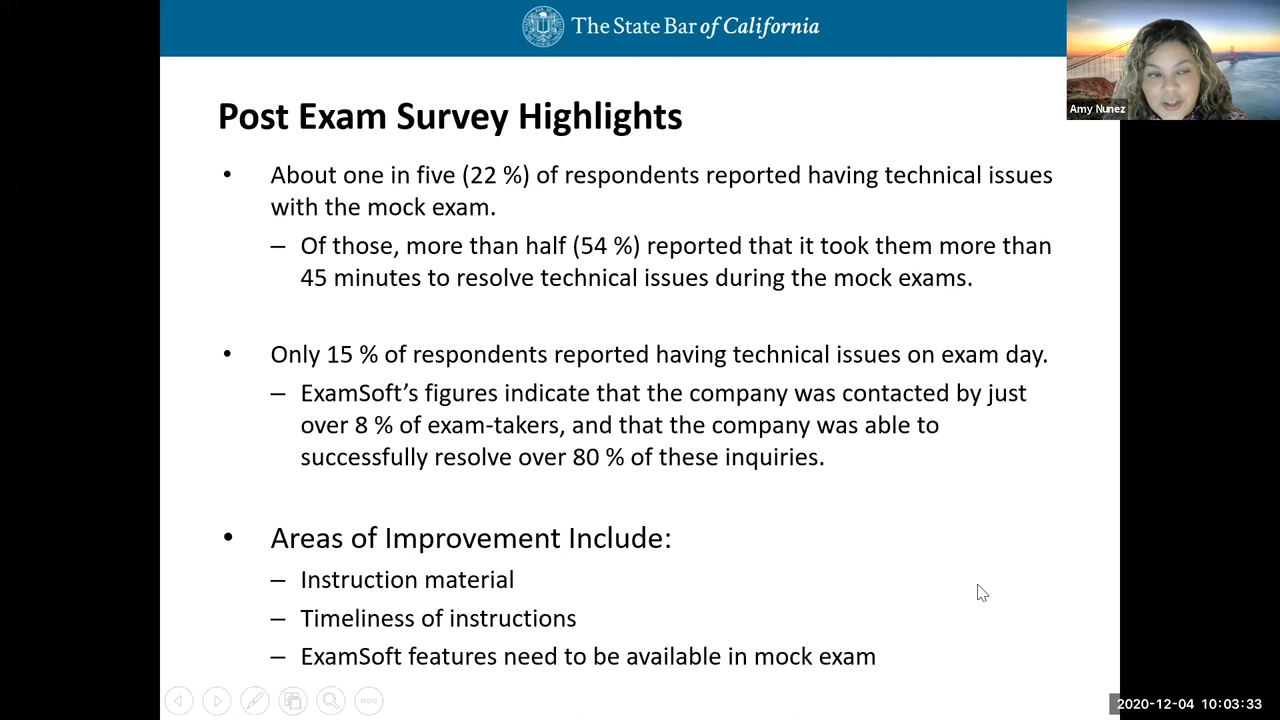 The State Bar of California
Amy Nunez
Post Exam Survey Highlights
• About one in five (22 %) of respondents reported having technical issues
with the mock exam.
– Of those, more than half (54 %) reported that it took them more than
45 minutes to resolve technical issues during the mock exams.
• Only 15 % of respondents reported having technical issues on exam day.
– ExamSoft’s figures indicate that the company was contacted by just
over 8 % of exam-takers, and that the company was able to
successfully resolve over 80 % of these inquiries.
• Areas of Improvement Include:
– Instruction material
– Timeliness of instructions
– ExamSoft features need to be available in mock exam
2020-12-04 10:03:33